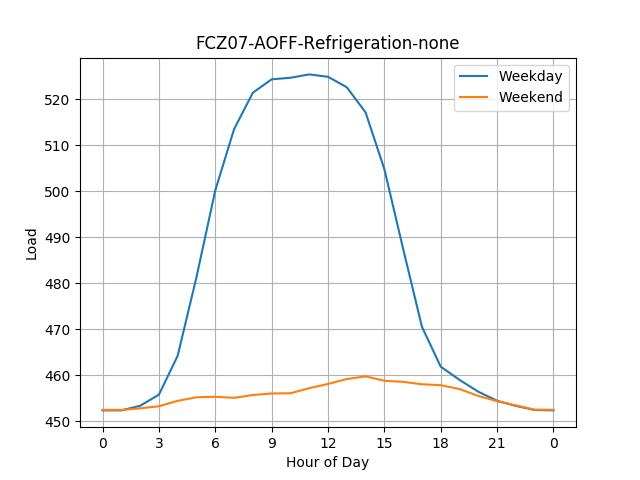 FCZ07-AOFF-Refrigeration-none
Weekday
Weekend
520
510
500
490
480
470
460
450
Load
0 3 6 9 12 15 18 21 0
Hour of Day